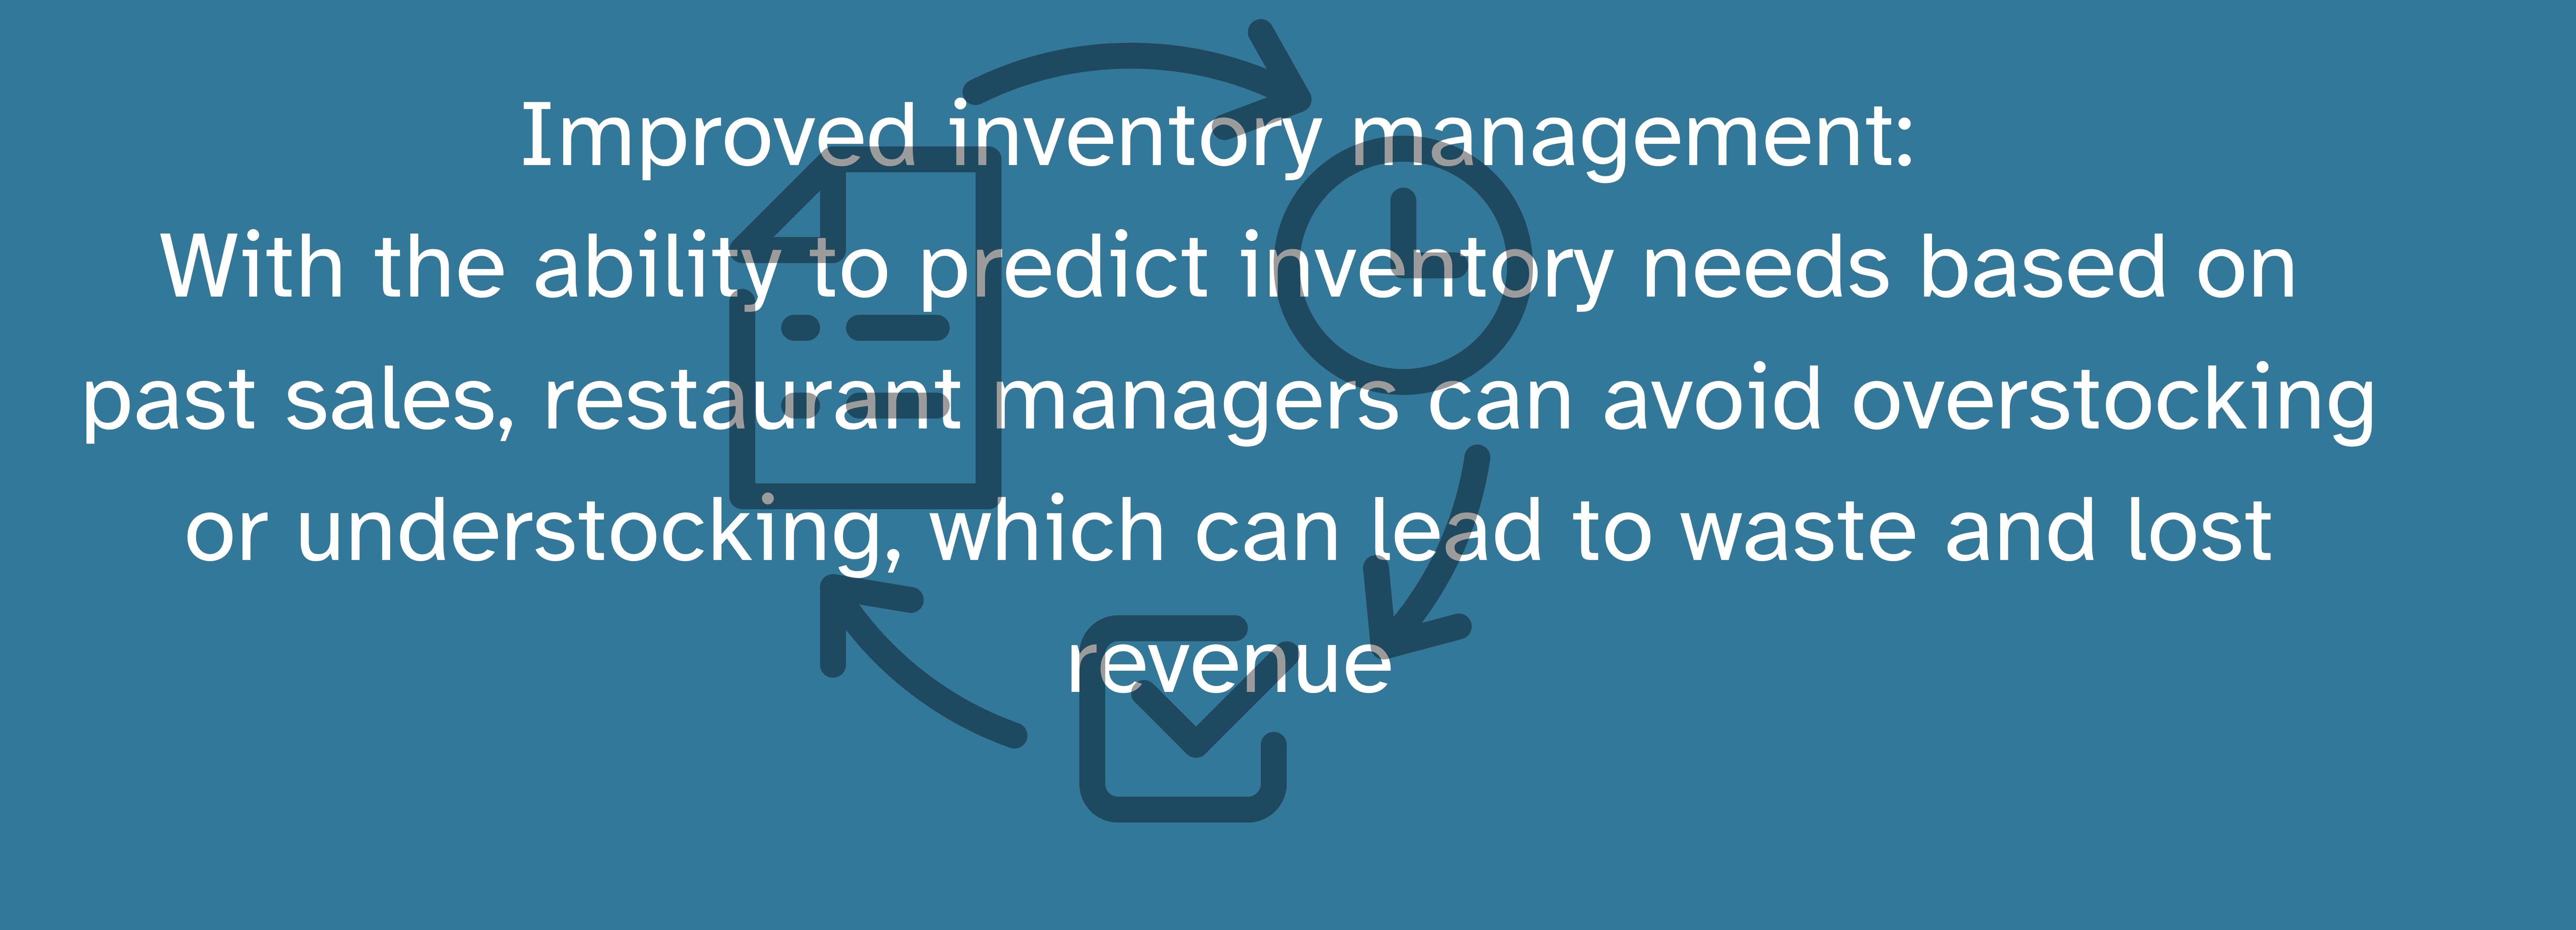 Improved inventory management:
With the ability to predict inventory needs based on
past sales, restaurant managers can avoid overstocking
or understocking, which can lead to waste and lost
revenue